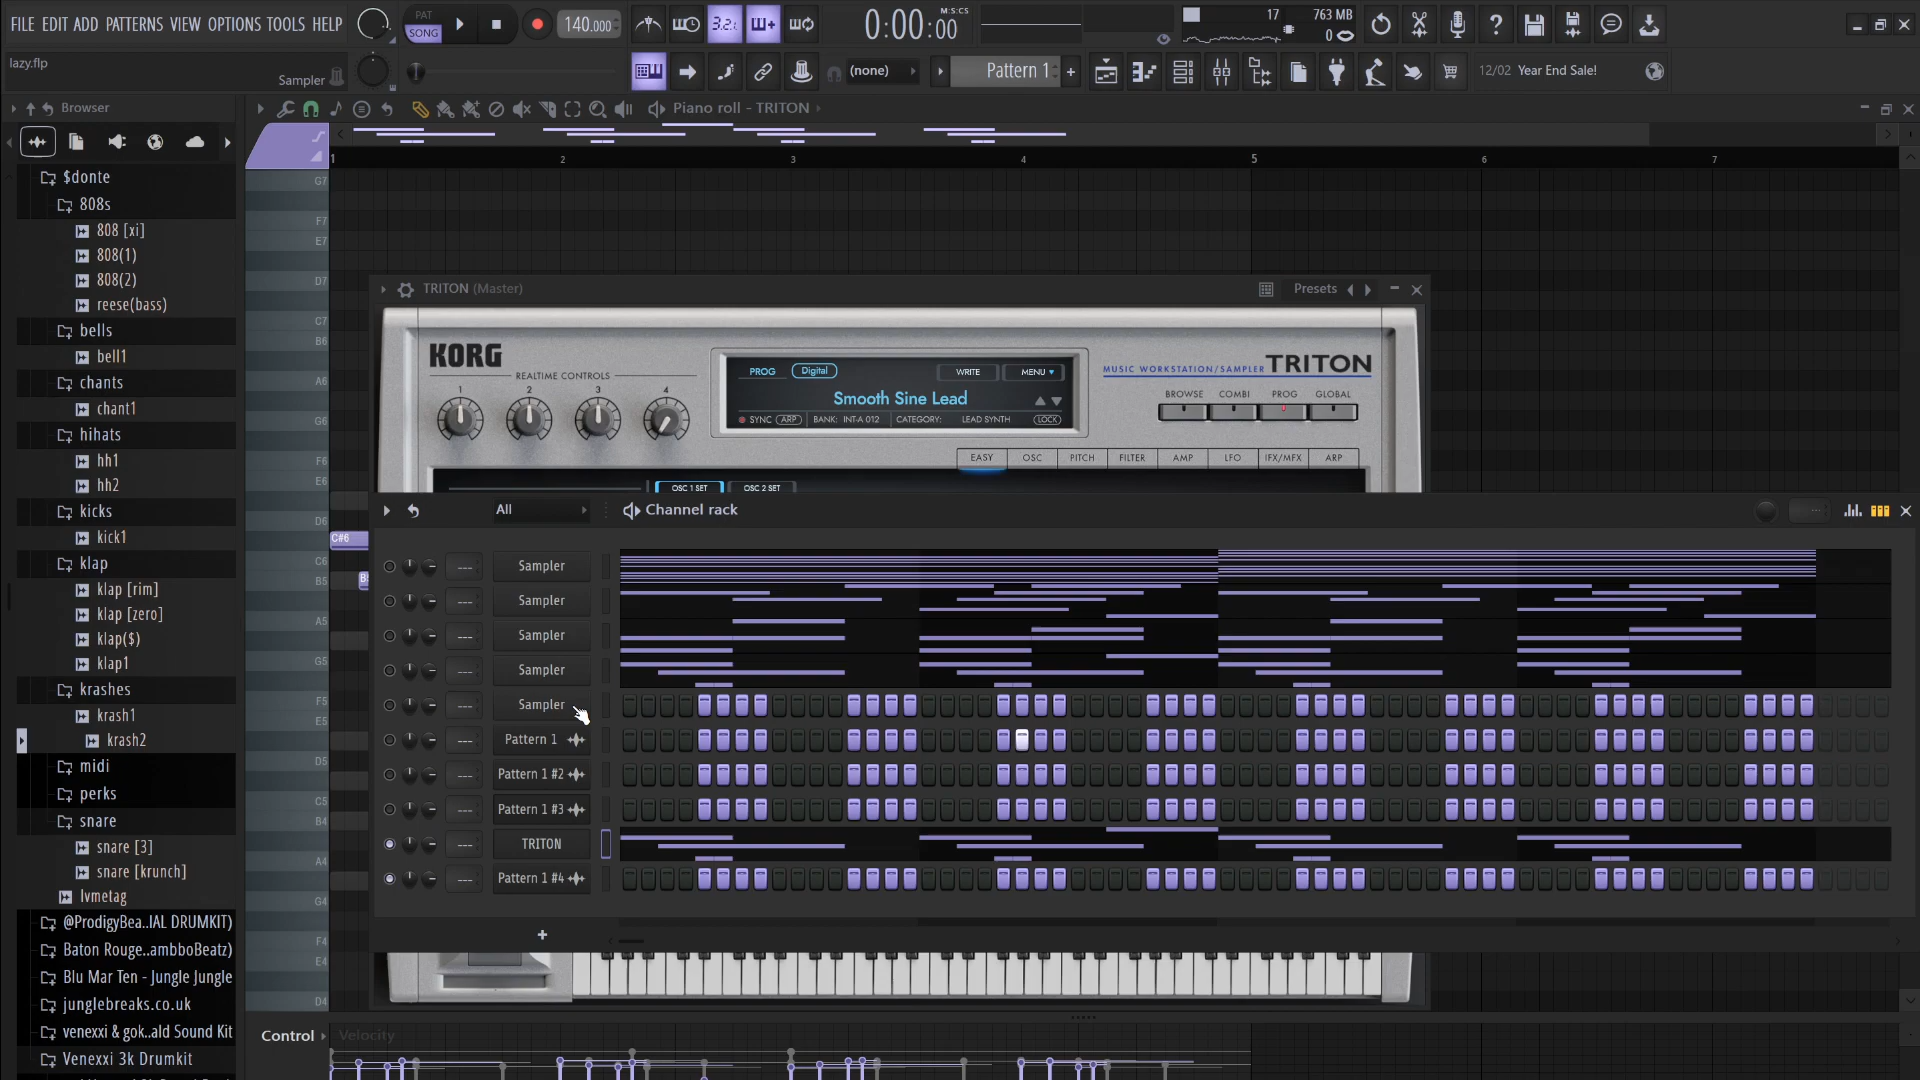 FILE EDIT ADD PATTERNS VIEW OPTIONS TOOLS HELP
PAT
SONG
140.000
3.2.
0:00:00
M:S:CS
17
763 MB
0
lazy.flp
Sampler
(none)
Pattern 1
+
12/02 Year End Sale!
Browser
Piano roll - TRITON
1 2 3 4 5 6 7
$donte
808s
808 [xi]
808(1)
808(2)
reese(bass)
bells
bell1
chants
chant1
hihats
hh1
hh2
kicks
kick1
klap
klap [rim]
klap [zero]
klap($)
klap1
krashes
krash1
krash2
midi
perks
snare
snare [3]
snare [krunch]
lvmetag
@ProdigyBea..IAL DRUMKIT)
Baton Rouge..ambboBeatz)
Blu Mar Ten - Jungle Jungle
junglebreaks.co.uk
venexxi & gok..ald Sound Kit
Venexxi 3k Drumkit
G7
F7
E7
D7
C7
B6
A6
G6
F6
E6
D6
C#6
C6
B5
A5
G5
F5
E5
D5
C5
B4
A4
G4
F4
E4
D4
TRITON (Master)
Presets
KORG
REALTIME CONTROLS
1 2 3 4
PROG Digital WRITE MENU
Smooth Sine Lead
SYNC ARP BANK: INT-A 012 CATEGORY: LEAD SYNTH LOCK
MUSIC WORKSTATION/SAMPLER TRITON
BROWSE COMBI PROG GLOBAL
EASY OSC PITCH FILTER AMP LFO IFX/MFX ARP
OSC 1 SET OSC 2 SET
All
Channel rack
Sampler
Sampler
Sampler
Sampler
Sampler
Pattern 1
Pattern 1 #2
Pattern 1 #3
TRITON
Pattern 1 #4
+
Control
Velocity